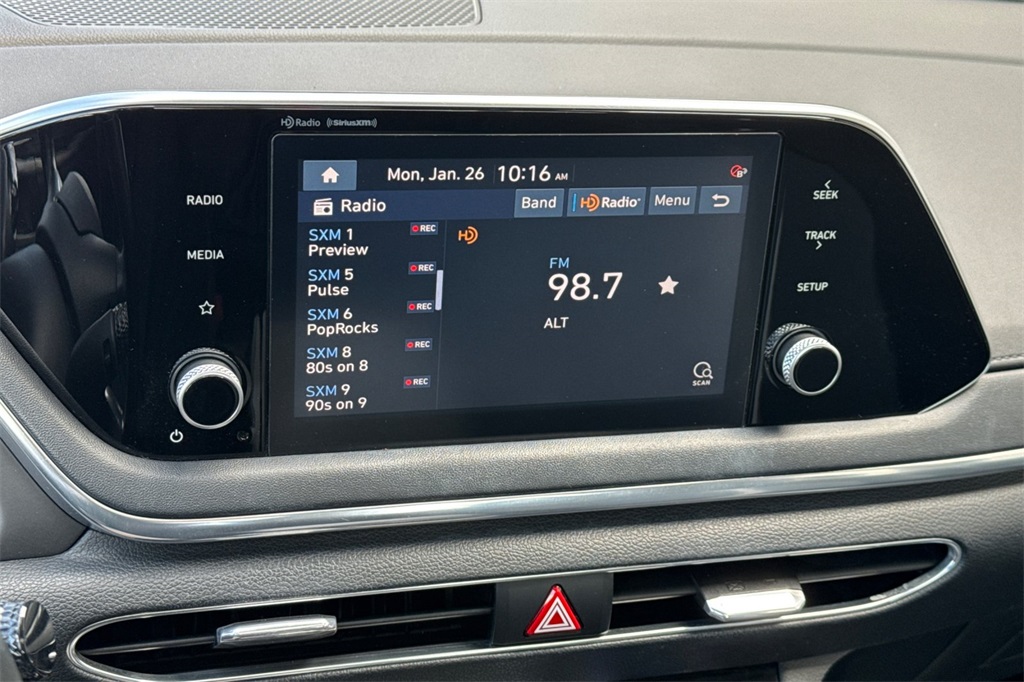 HD Radio ((SiriusXM))
Mon, Jan. 26 10:16 AM
Radio Band HD Radio Menu
SXM 1 REC
Preview
SXM 5 REC
Pulse
SXM 6 REC
PopRocks
SXM 8 REC
80s on 8
SXM 9 REC
90s on 9
HD
FM
98.7
ALT
SCAN
RADIO
MEDIA
SEEK
TRACK
SETUP